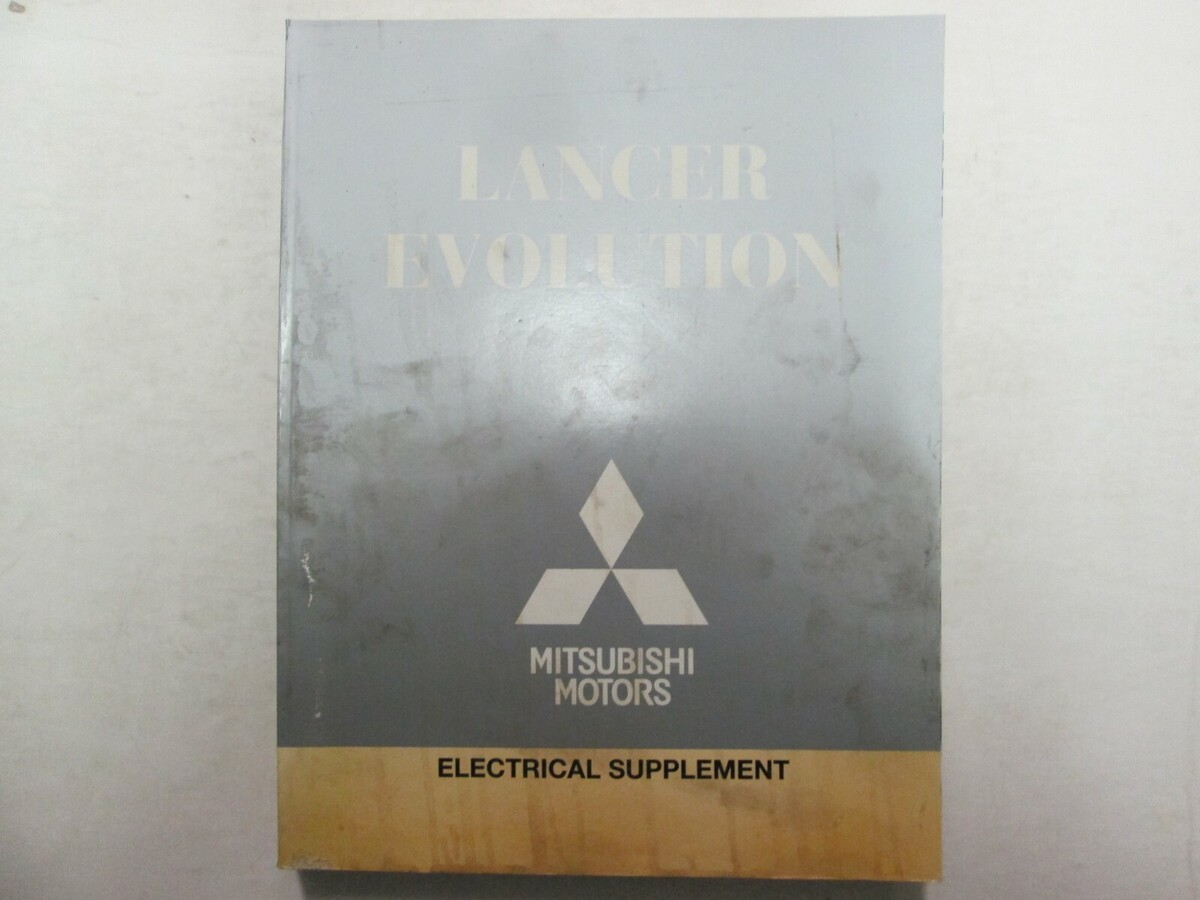 LANCER
EVOLUTION
MITSUBISHI
MOTORS
ELECTRICAL SUPPLEMENT